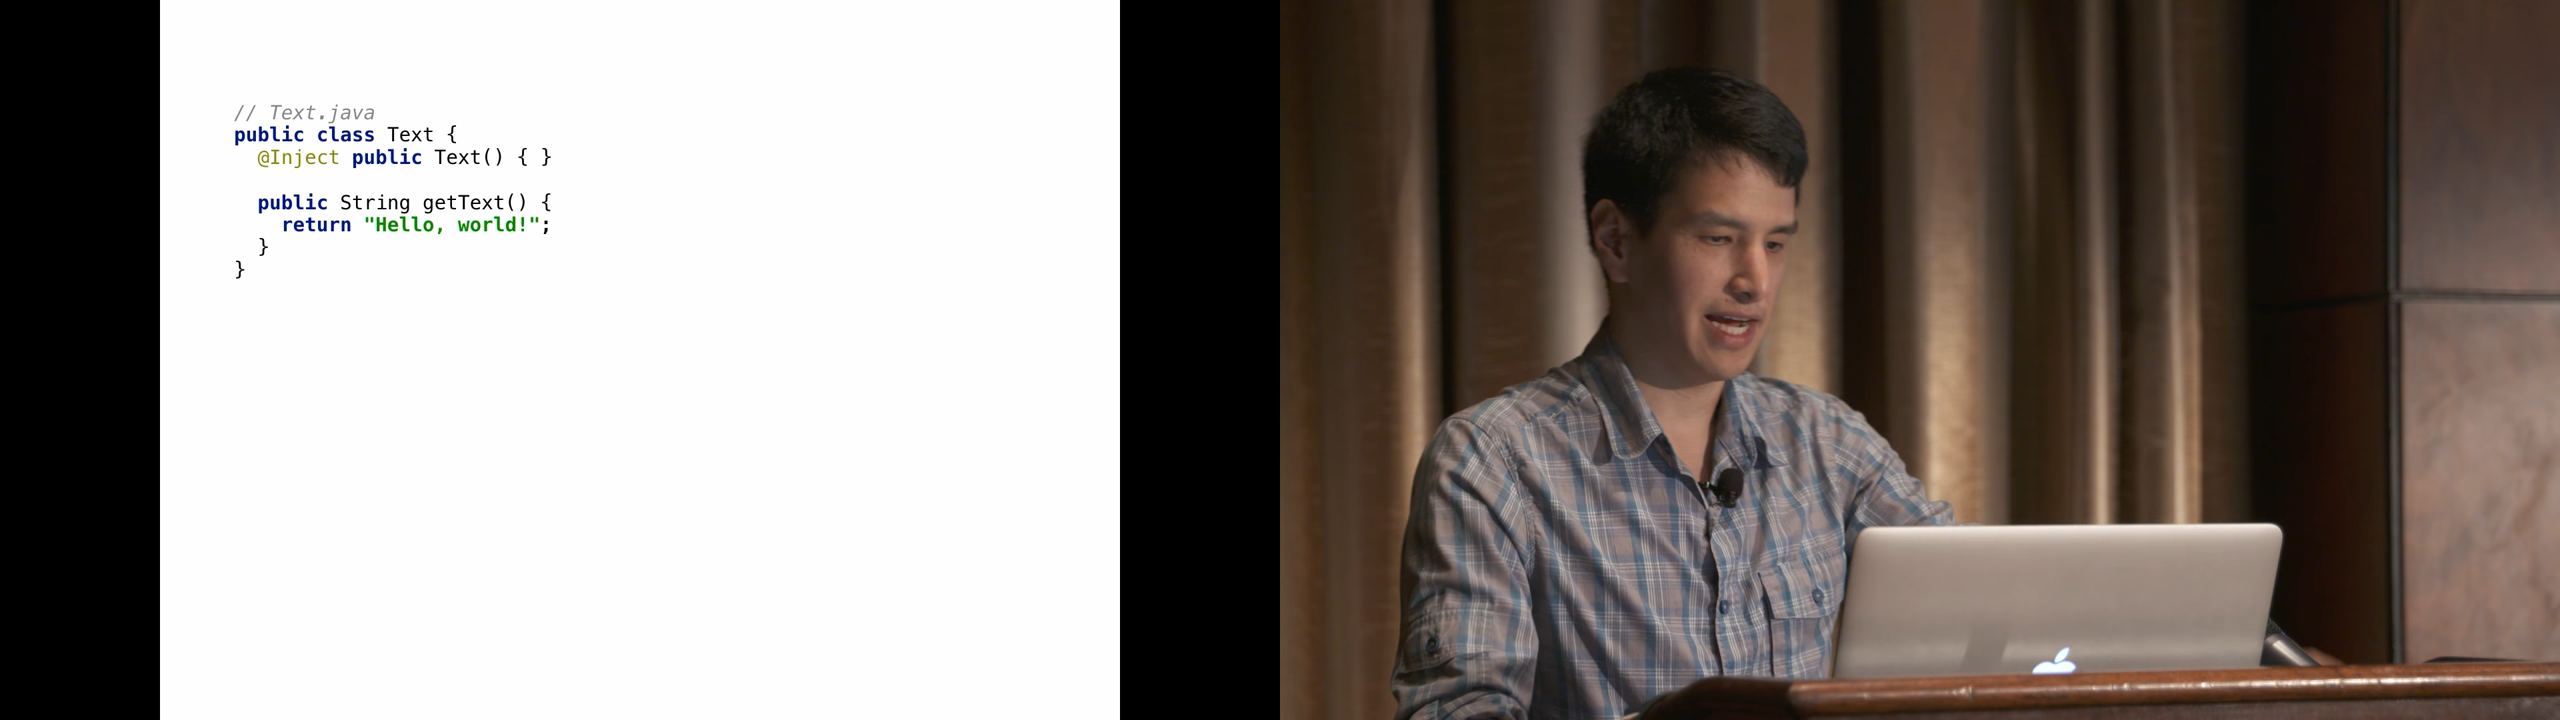 // Text.java
public class Text {
@Inject public Text() { }
public String getText() {
return "Hello, world!";
}
}